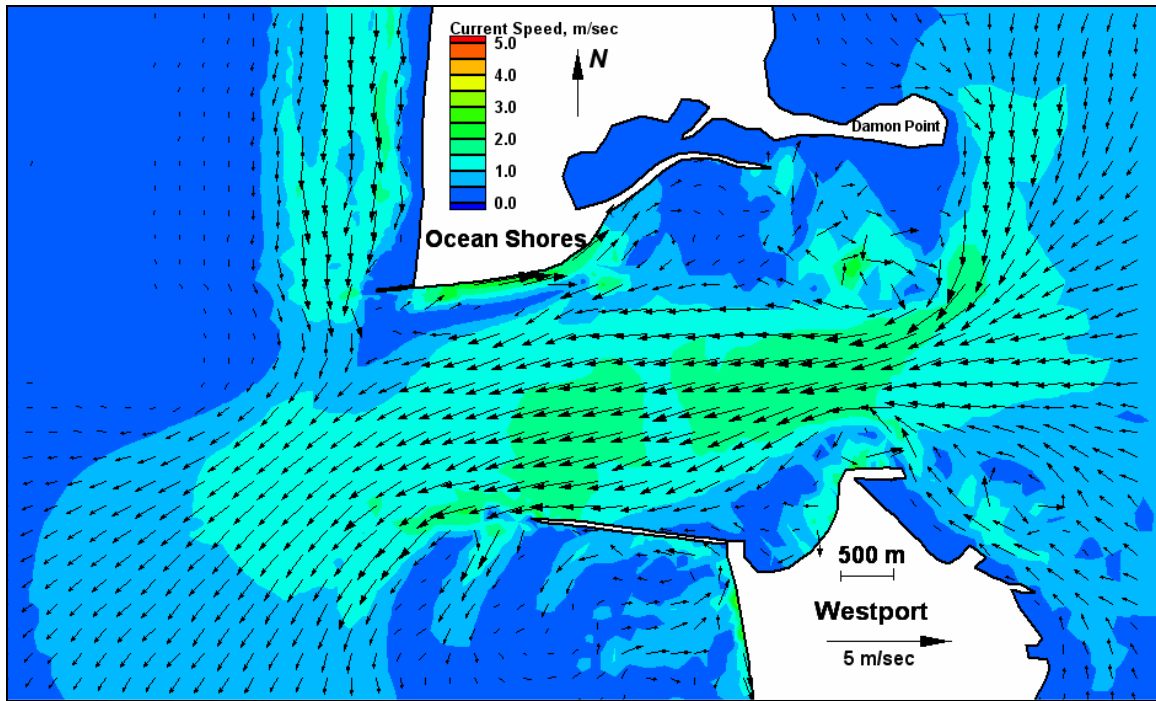 Current Speed, m/sec
5.0
4.0
3.0
2.0
1.0
0.0
N
Damon Point
Ocean Shores
500 m
Westport
5 m/sec